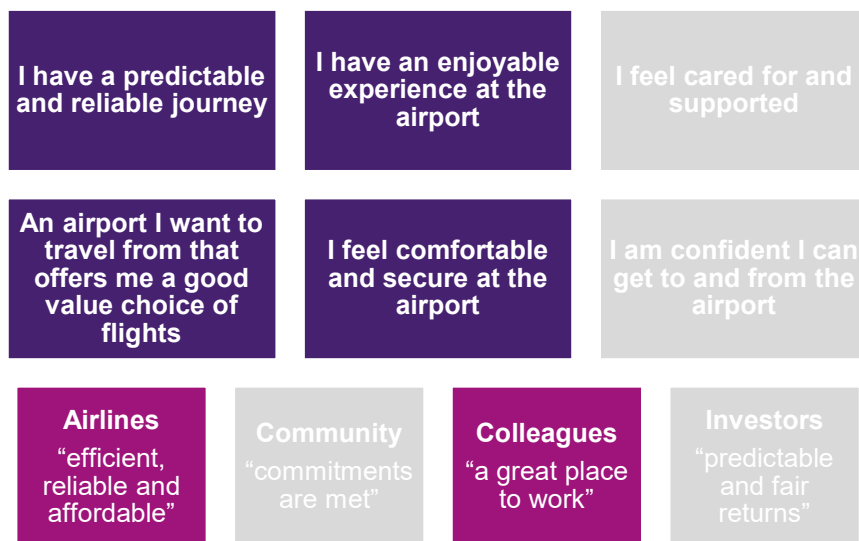 I have a predictable
and reliable journey
I have an enjoyable
experience at the
airport
I feel cared for and
supported
An airport I want to
travel from that
offers me a good
value choice of
flights
I feel comfortable
and secure at the
airport
I am confident I can
get to and from the
airport
Airlines
“efficient,
reliable and
affordable”
Community
“commitments
are met”
Colleagues
“a great place
to work”
Investors
“predictable
and fair
returns”